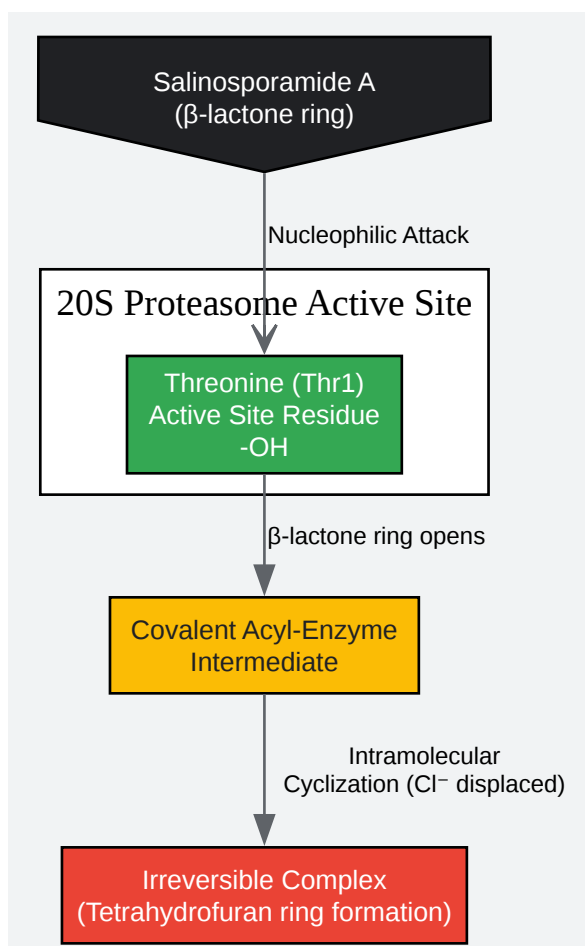 Salinosporamide A
(β-lactone ring)
Nucleophilic Attack
20S Proteasome Active Site
Threonine (Thr1)
Active Site Residue
-OH
β-lactone ring opens
Covalent Acyl-Enzyme
Intermediate
Intramolecular
Cyclization (Cl⁻ displaced)
Irreversible Complex
(Tetrahydrofuran ring formation)